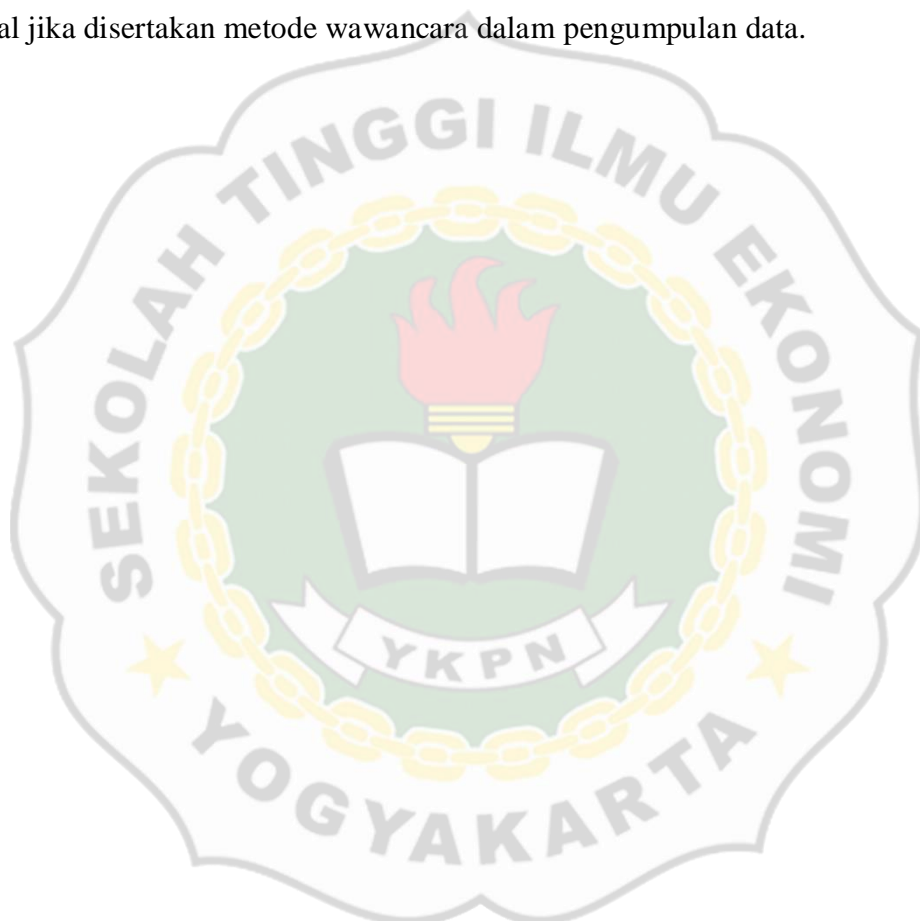 al jika disertakan metode wawancara dalam pengumpulan data.
SEKOLAH TINGGI ILMU EKONOMI
YKPN
YOGYAKARTA